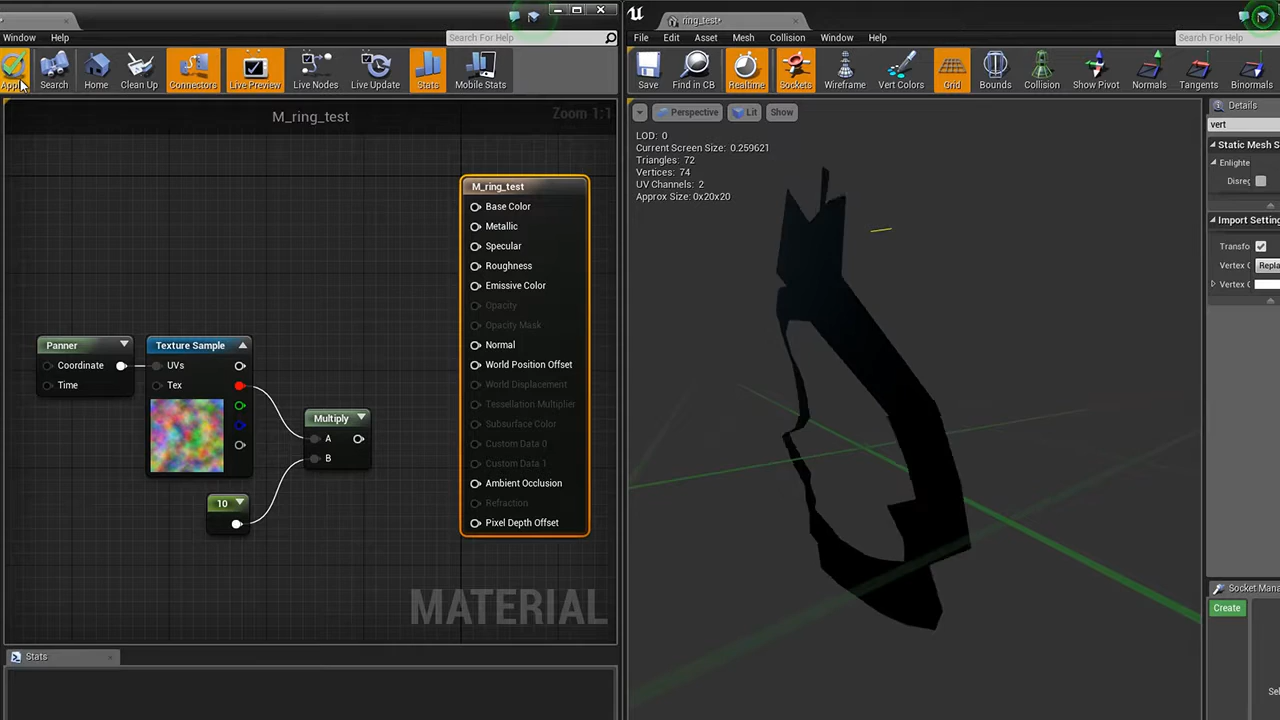 Window Help
Search For Help
Apply
Search
Home
Clean Up
Connectors
Live Preview
Live Nodes
Live Update
Stats
Mobile Stats
M_ring_test
Zoom 1:1
M_ring_test
Base Color
Metallic
Specular
Roughness
Emissive Color
Opacity
Opacity Mask
Normal
World Position Offset
World Displacement
Tessellation Multiplier
Subsurface Color
Custom Data 0
Custom Data 1
Ambient Occlusion
Refraction
Pixel Depth Offset
Panner
Coordinate
Time
Texture Sample
UVs
Tex
Multiply
A
B
10
MATERIAL
Stats
ring_test*
File Edit Asset Mesh Collision Window Help
Search For Help
Save
Find in CB
Realtime
Sockets
Wireframe
Vert Colors
Grid
Bounds
Collision
Show Pivot
Normals
Tangents
Binormals
Perspective
Lit
Show
LOD: 0
Current Screen Size: 0.259621
Triangles: 72
Vertices: 74
UV Channels: 2
Approx Size: 0x20x20
Details
vert
Static Mesh S
Enlighte
Disreg
Import Setting
Transfo
Vertex C
Repla
Vertex C
Socket Mana
Create
Sel